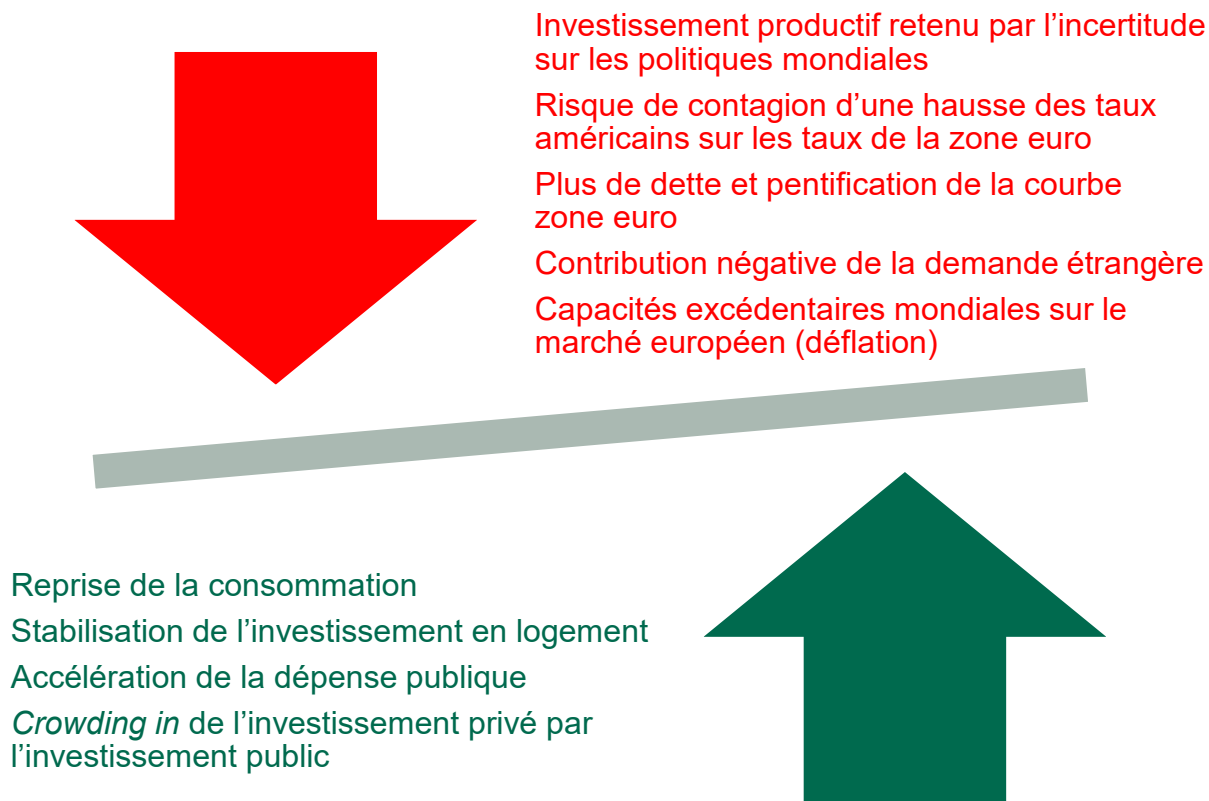 Investissement productif retenu par l’incertitude
sur les politiques mondiales
Risque de contagion d’une hausse des taux
américains sur les taux de la zone euro
Plus de dette et pentification de la courbe
zone euro
Contribution négative de la demande étrangère
Capacités excédentaires mondiales sur le
marché européen (déflation)
Reprise de la consommation
Stabilisation de l’investissement en logement
Accélération de la dépense publique
Crowding in de l’investissement privé par
l’investissement public